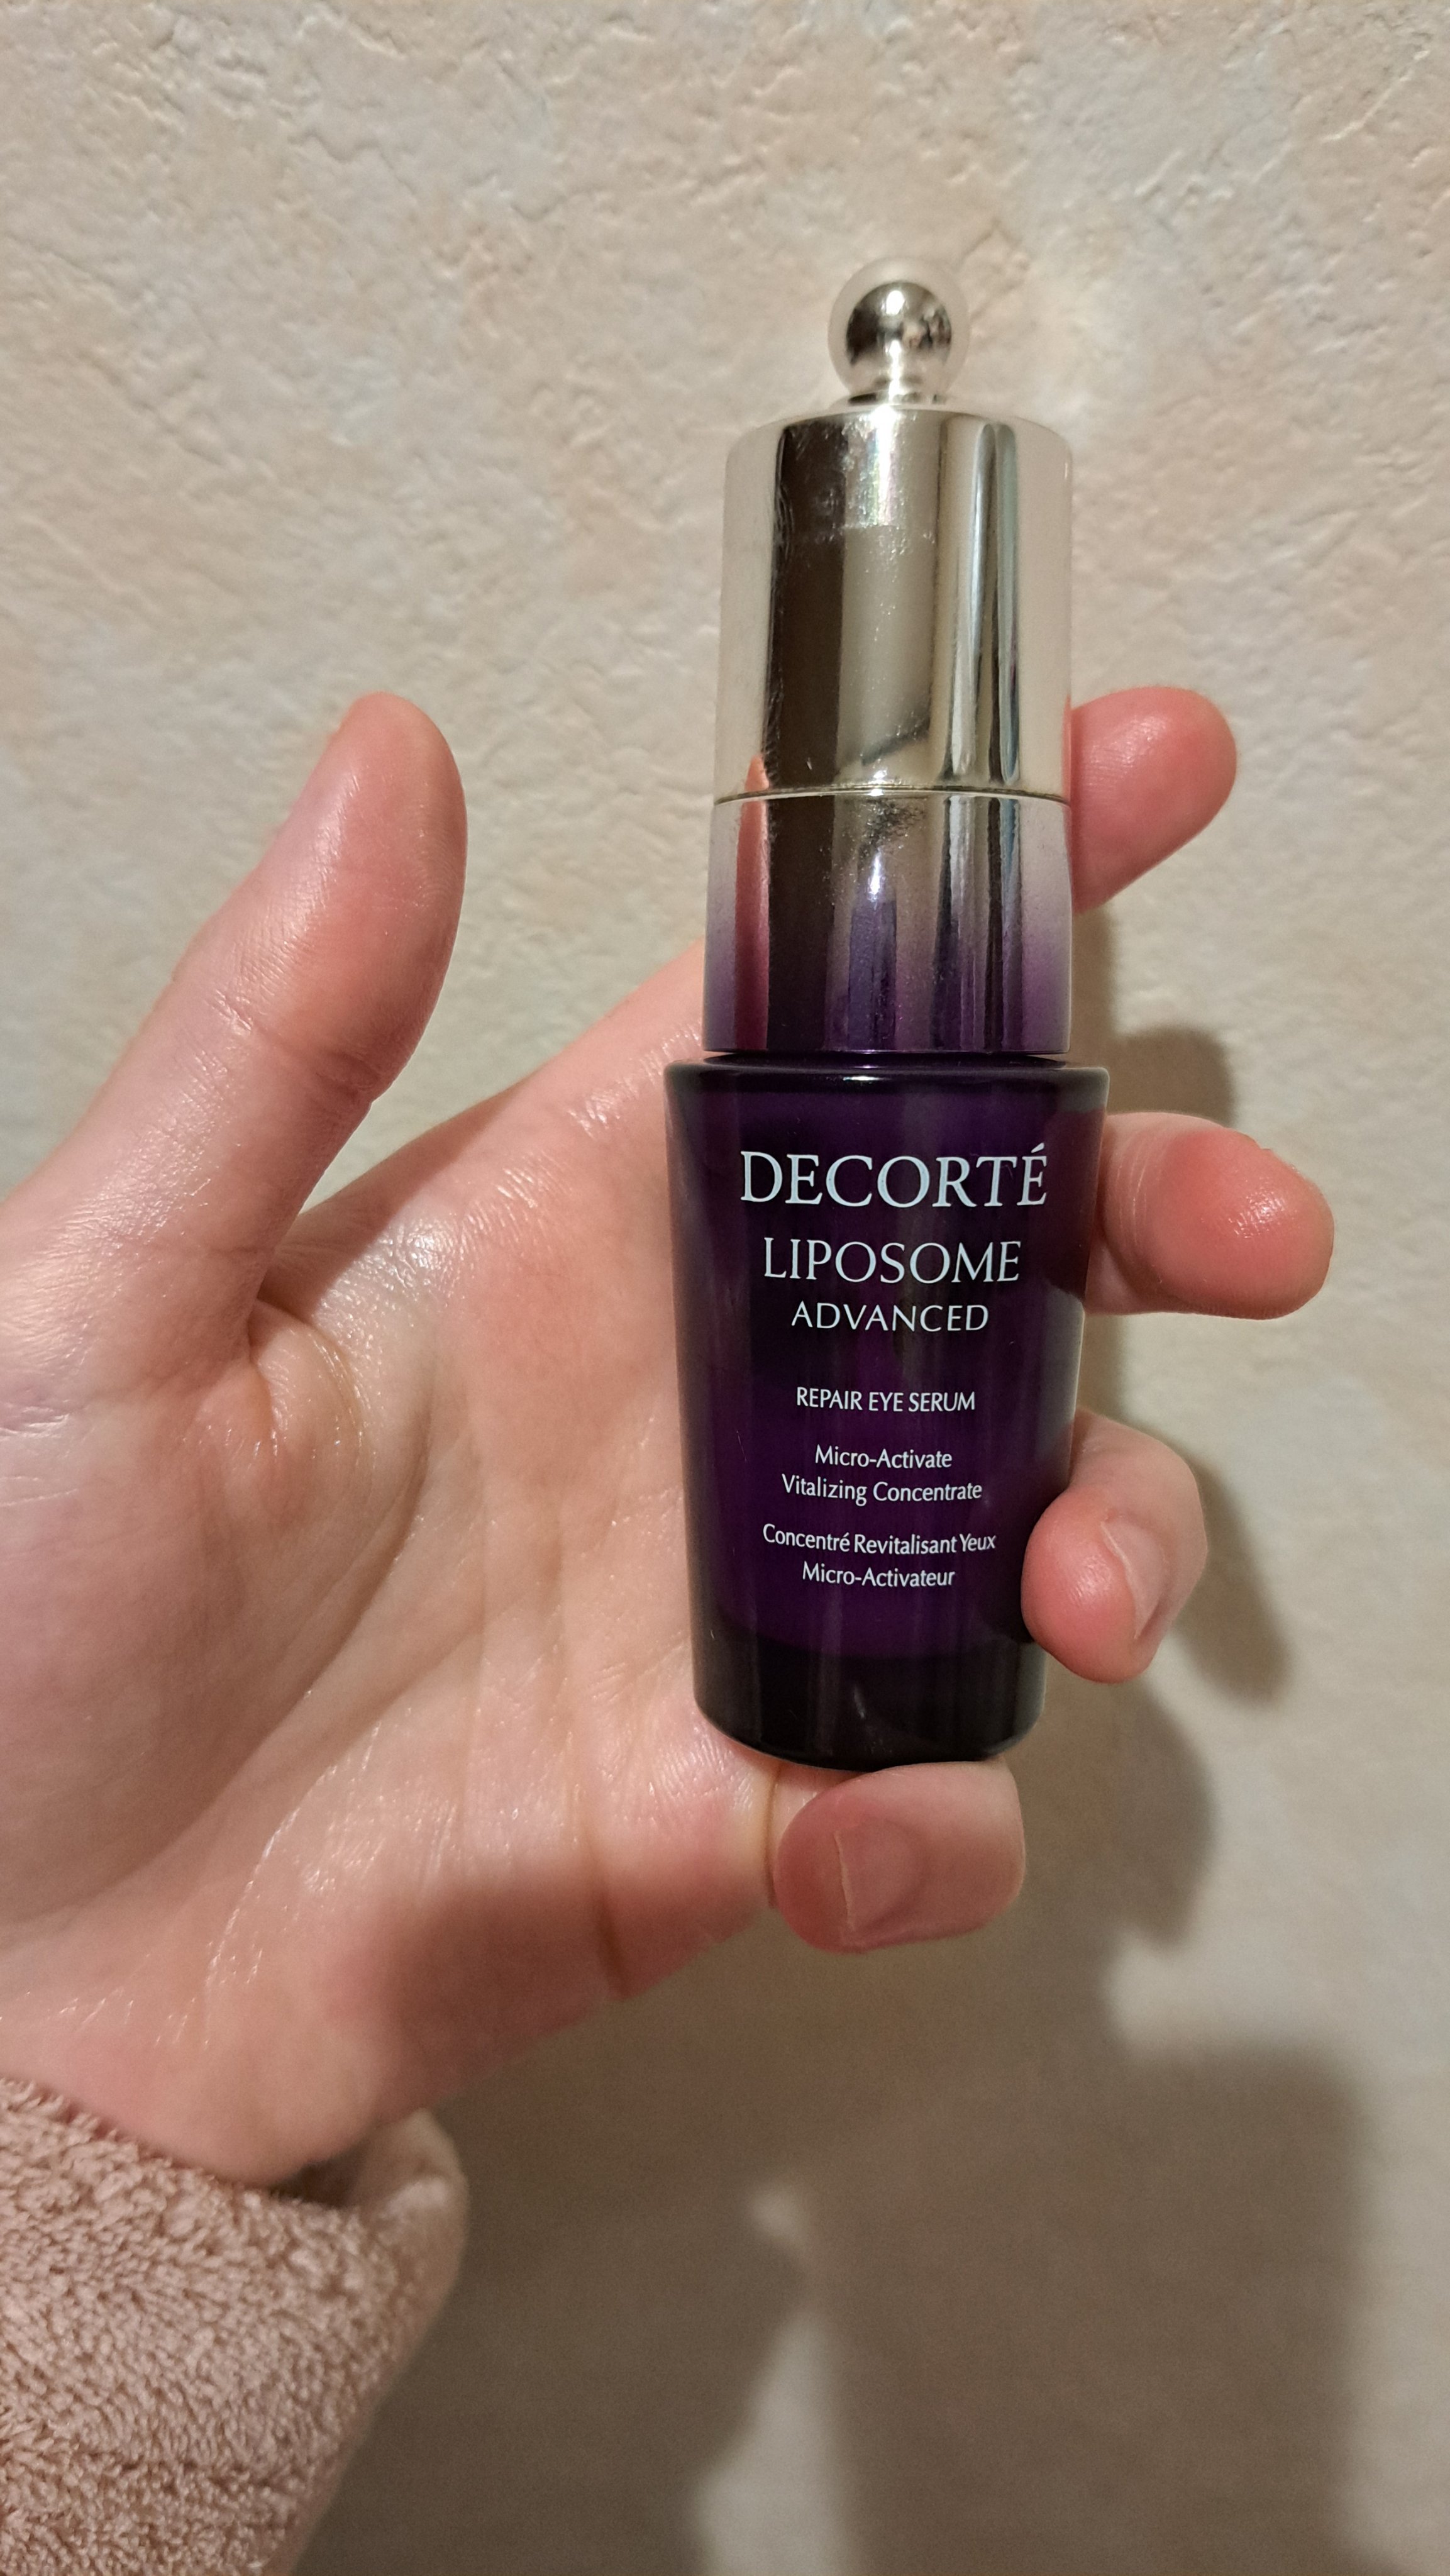 DECORTÉ
LIPOSOME
ADVANCED
REPAIR EYE SERUM
Micro-Activate
Vitalizing Concentrate
Concentré Revitalisant Yeux
Micro-Activateur